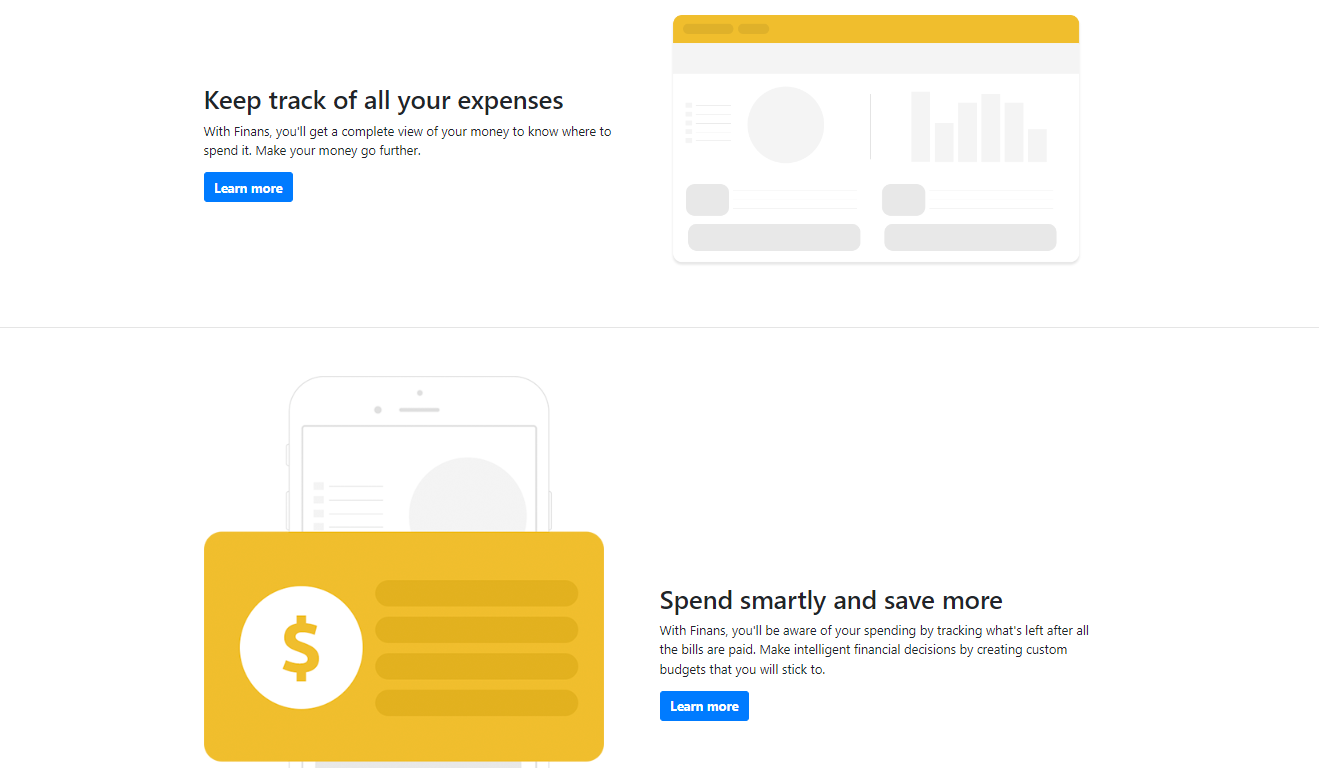 Keep track of all your expenses
With Finans, you'll get a complete view of your money to know where to
spend it. Make your money go further.
Learn more
$
Spend smartly and save more
With Finans, you'll be aware of your spending by tracking what's left after all
the bills are paid. Make intelligent financial decisions by creating custom
budgets that you will stick to.
Learn more